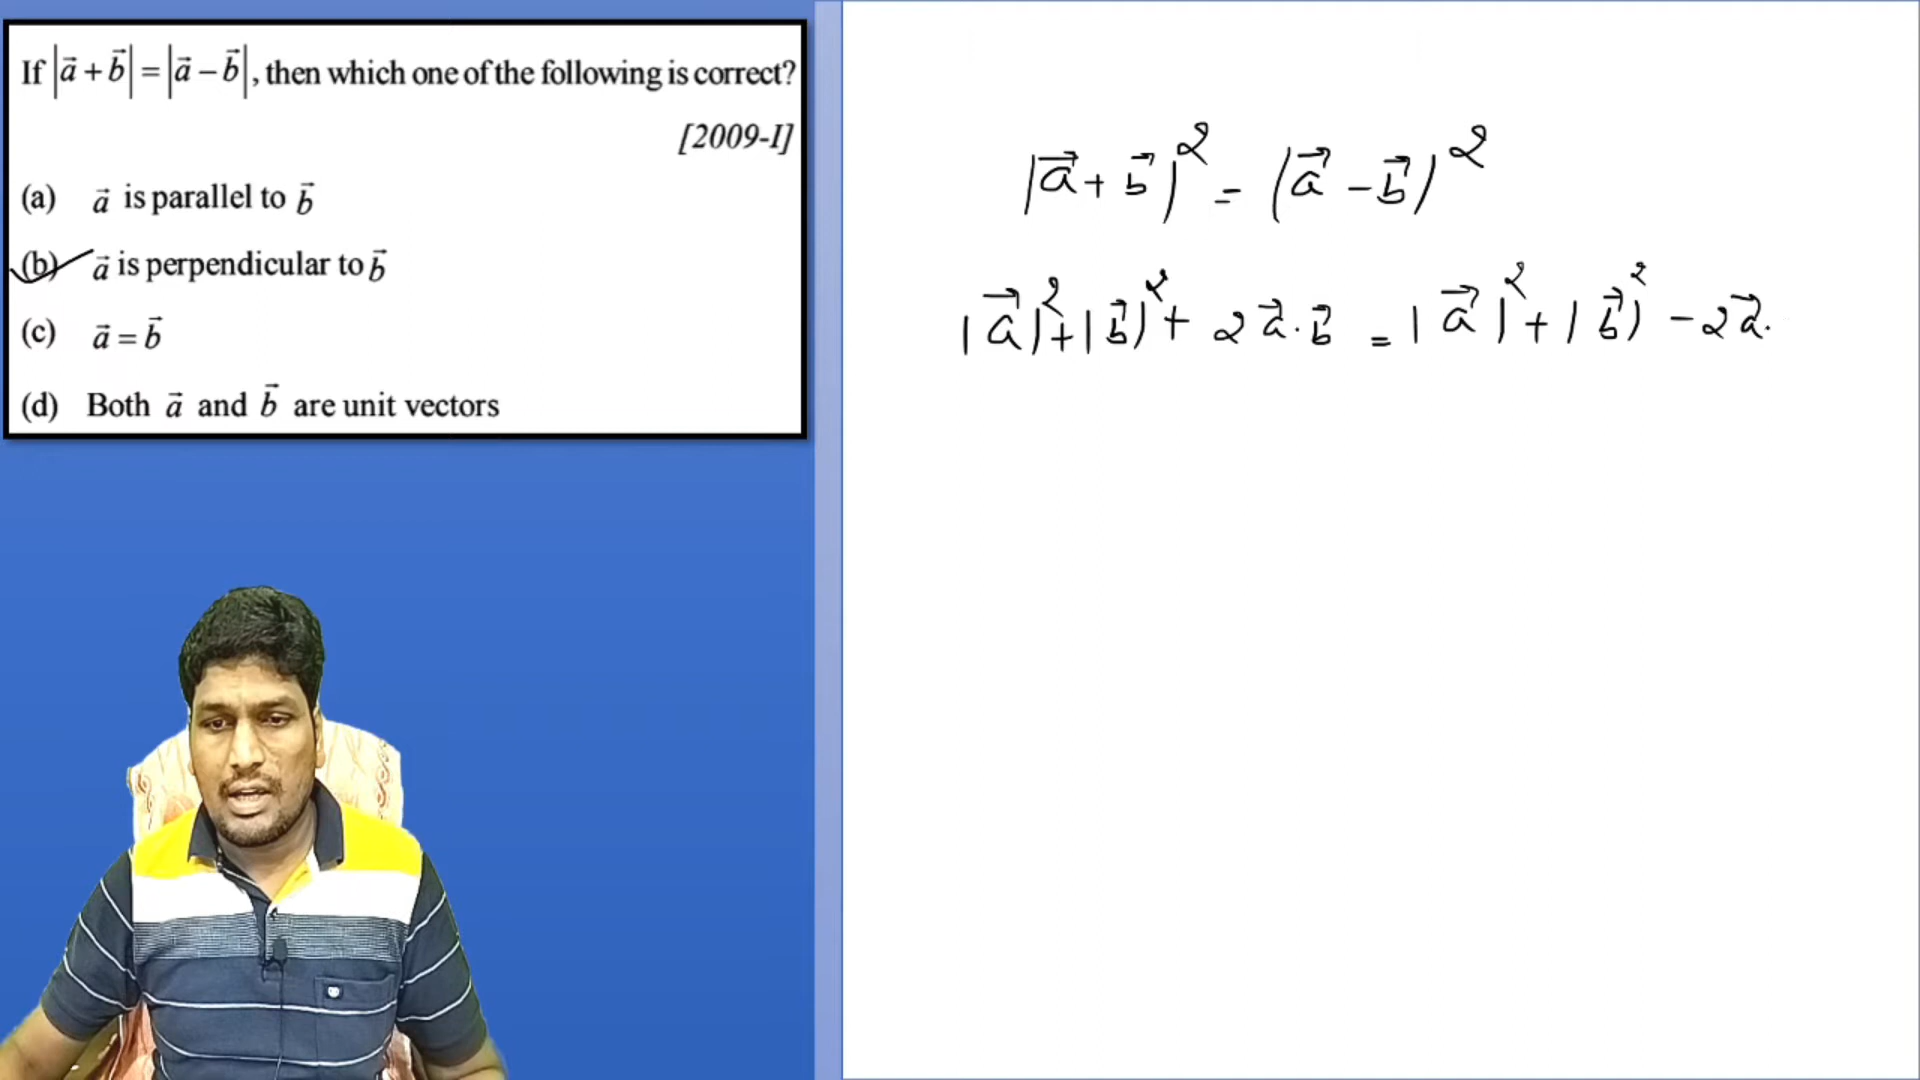 If |a⃗ + b⃗| = |a⃗ − b⃗|, then which one of the following is correct?
[2009-I]
(a) a⃗ is parallel to b⃗
(b) a⃗ is perpendicular to b⃗
(c) a⃗ = b⃗
(d) Both a⃗ and b⃗ are unit vectors
|a⃗ + b⃗|² = |a⃗ − b⃗|²
|a⃗|² + |b⃗|² + 2a⃗·b⃗ = |a⃗|² + |b⃗|² − 2a⃗·